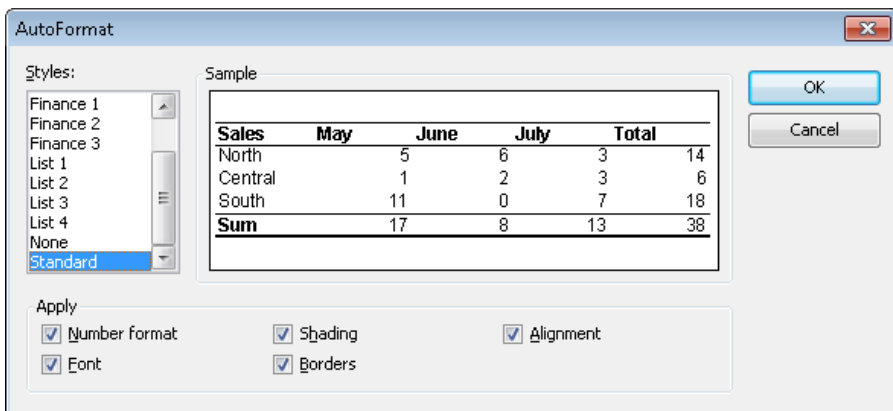 AutoFormat
Styles:
Finance 1
Finance 2
Finance 3
List 1
List 2
List 3
List 4
None
Standard
Sample
Sales May June July Total
North 5 6 3 14
Central 1 2 3 6
South 11 0 7 18
Sum 17 8 13 38
OK
Cancel
Apply
Number format Shading Alignment
Font Borders